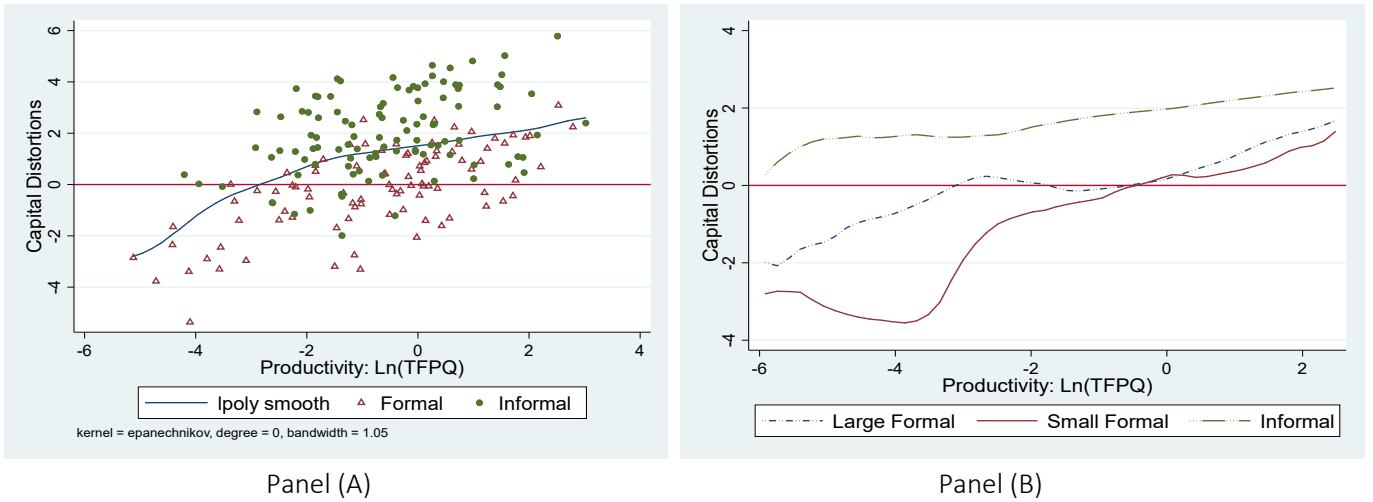 6
4
2
0
-2
-4
Capital Distortions
-6 -4 -2 0 2 4
Productivity: Ln(TFPQ)
lpoly smooth Formal Informal
kernel = epanechnikov, degree = 0, bandwidth = 1.05
Panel (A)
4
2
0
-2
-4
Capital Distortions
-6 -4 -2 0 2
Productivity: Ln(TFPQ)
Large Formal Small Formal Informal
Panel (B)